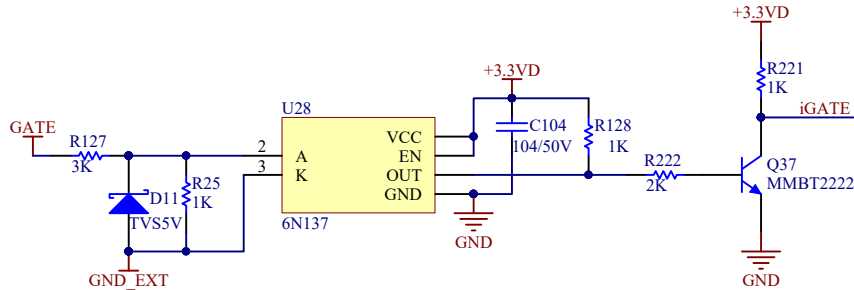 +3.3VD
+3.3VD
R221
1K
iGATE
U28
GATE
R127
3K
2
3
A
K
VCC
EN
OUT
GND
C104
104/50V
R128
1K
R222
2K
Q37
MMBT2222
R25
1K
D11
TVS5V
6N137
GND
GND_EXT
GND